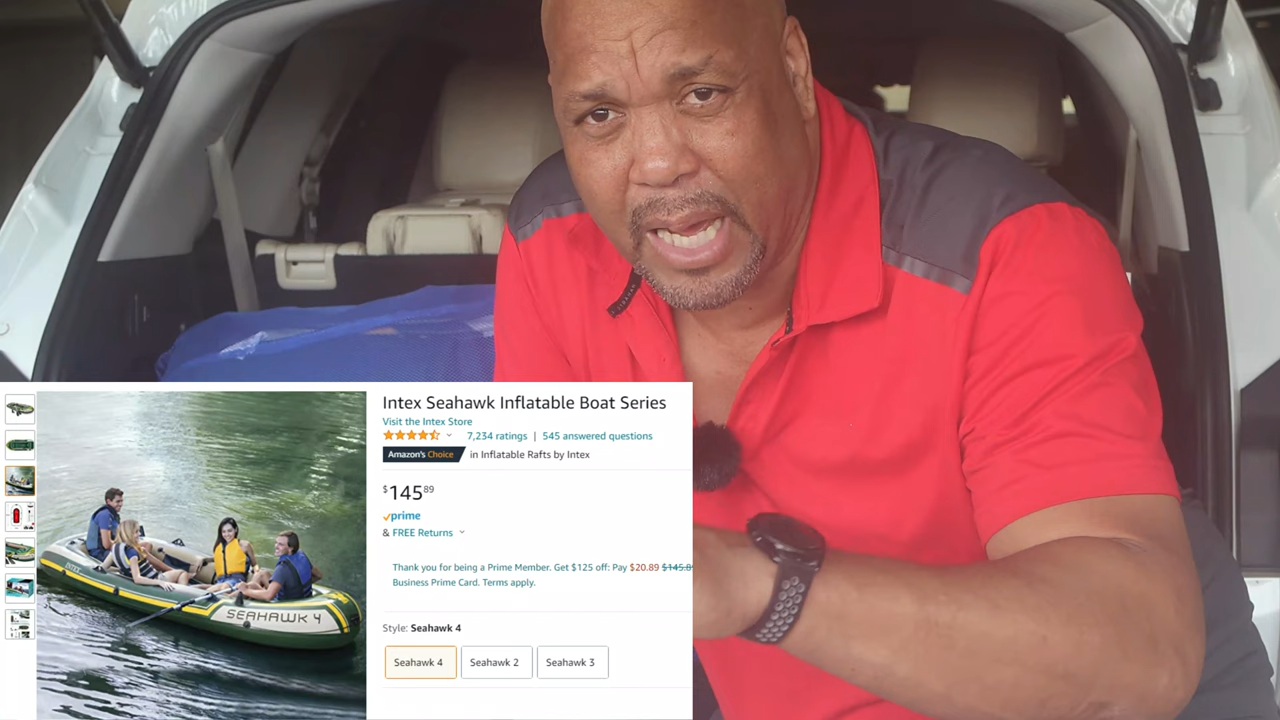 Intex Seahawk Inflatable Boat Series
Visit the Intex Store
7,234 ratings | 545 answered questions
Amazon's Choice in Inflatable Rafts by Intex
$145.89
prime
& FREE Returns
Thank you for being a Prime Member. Get $125 off: Pay $20.89 $145.8
Business Prime Card. Terms apply.
INTEX
SEAHAWK 4
Style: Seahawk 4
Seahawk 4 Seahawk 2 Seahawk 3